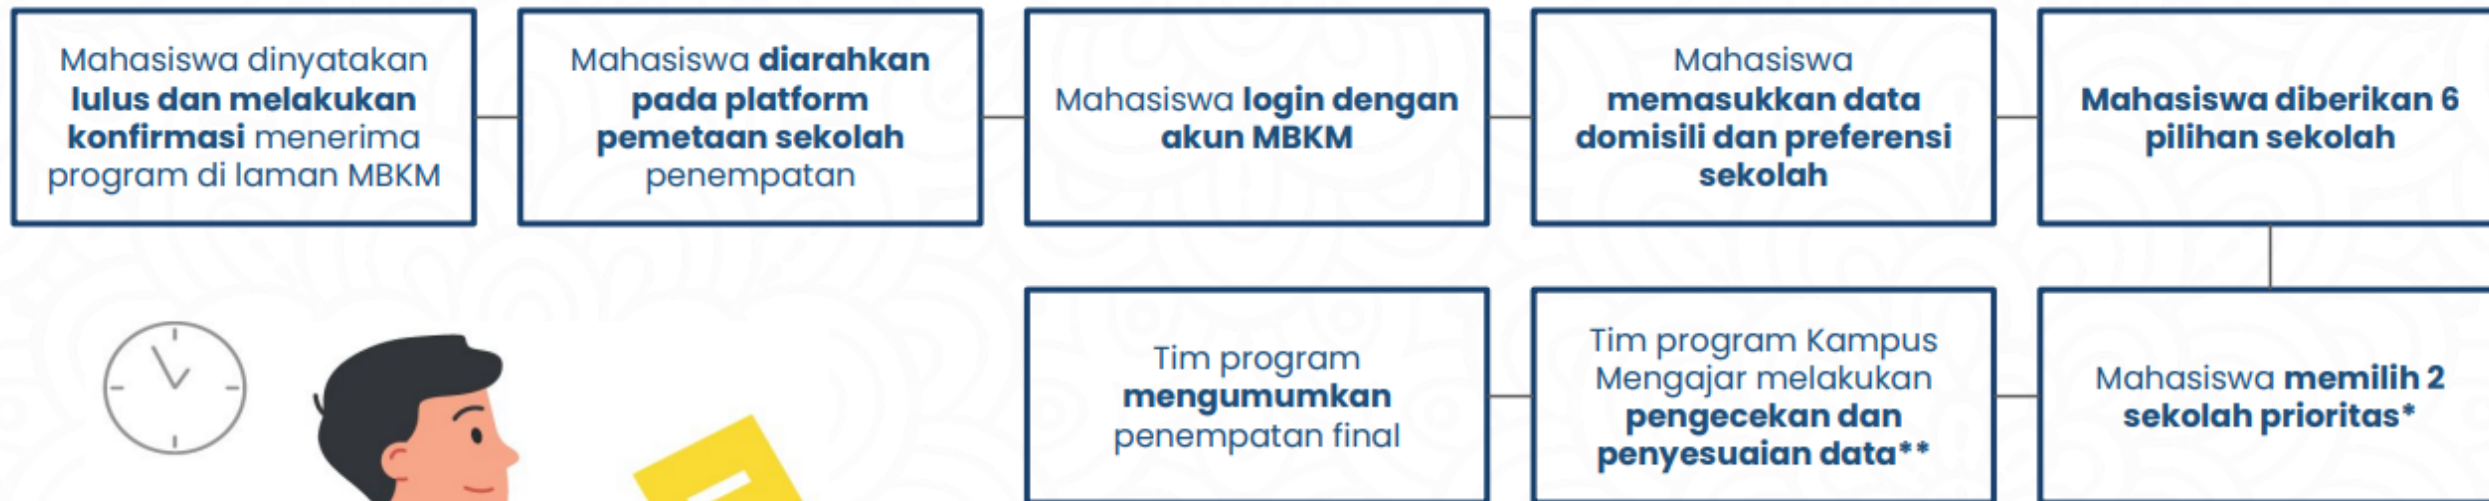 Mahasiswa dinyatakan
lulus dan melakukan
konfirmasi menerima
program di laman MBKM
Mahasiswa diarahkan
pada platform
pemetaan sekolah
penempatan
Mahasiswa login dengan
akun MBKM
Mahasiswa
memasukkan data
domisili dan preferensi
sekolah
Mahasiswa diberikan 6
pilihan sekolah
Mahasiswa memilih 2
sekolah prioritas*
Tim program Kampus
Mengajar melakukan
pengecekan dan
penyesuaian data**
Tim program
mengumumkan
penempatan final